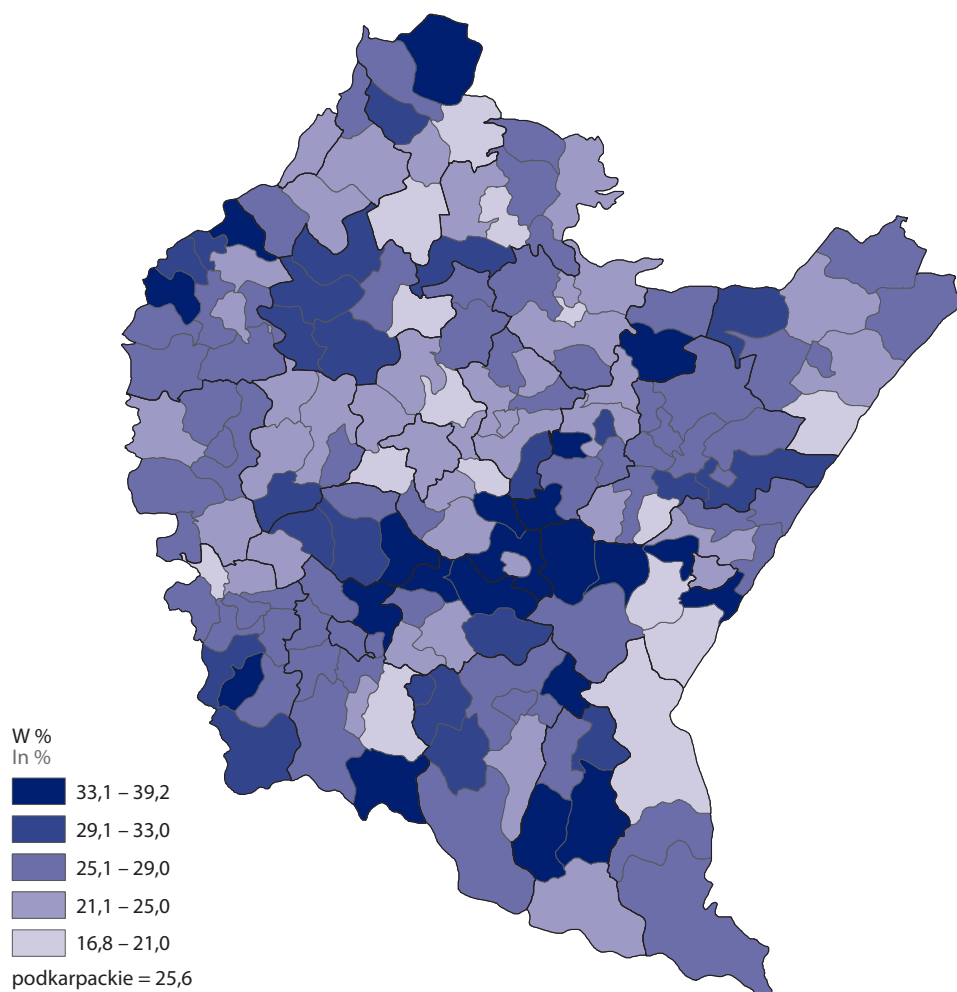 W %
In %
33,1 – 39,2
29,1 – 33,0
25,1 – 29,0
21,1 – 25,0
16,8 – 21,0
podkarpackie = 25,6